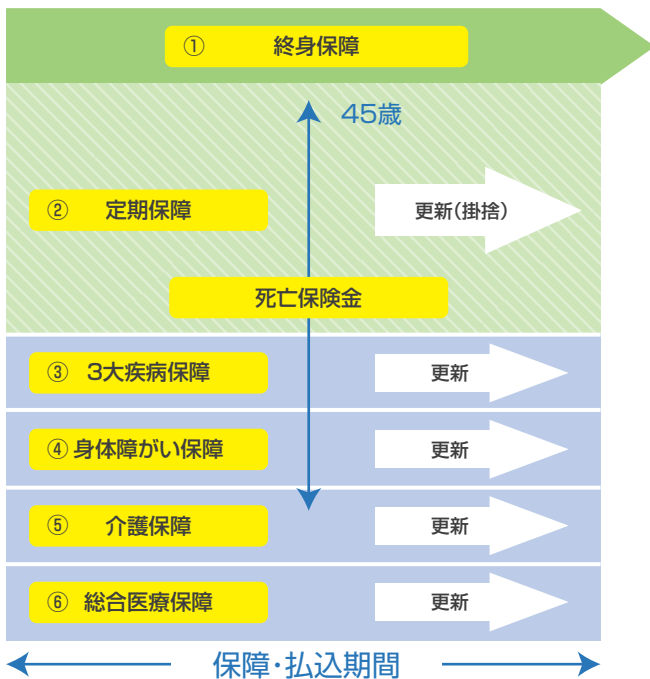 ① 終身保障
45歳
② 定期保障
更新(掛捨)
死亡保険金
③ 3大疾病保障
更新
④ 身体障がい保障
更新
⑤ 介護保障
更新
⑥ 総合医療保障
更新
保障・払込期間